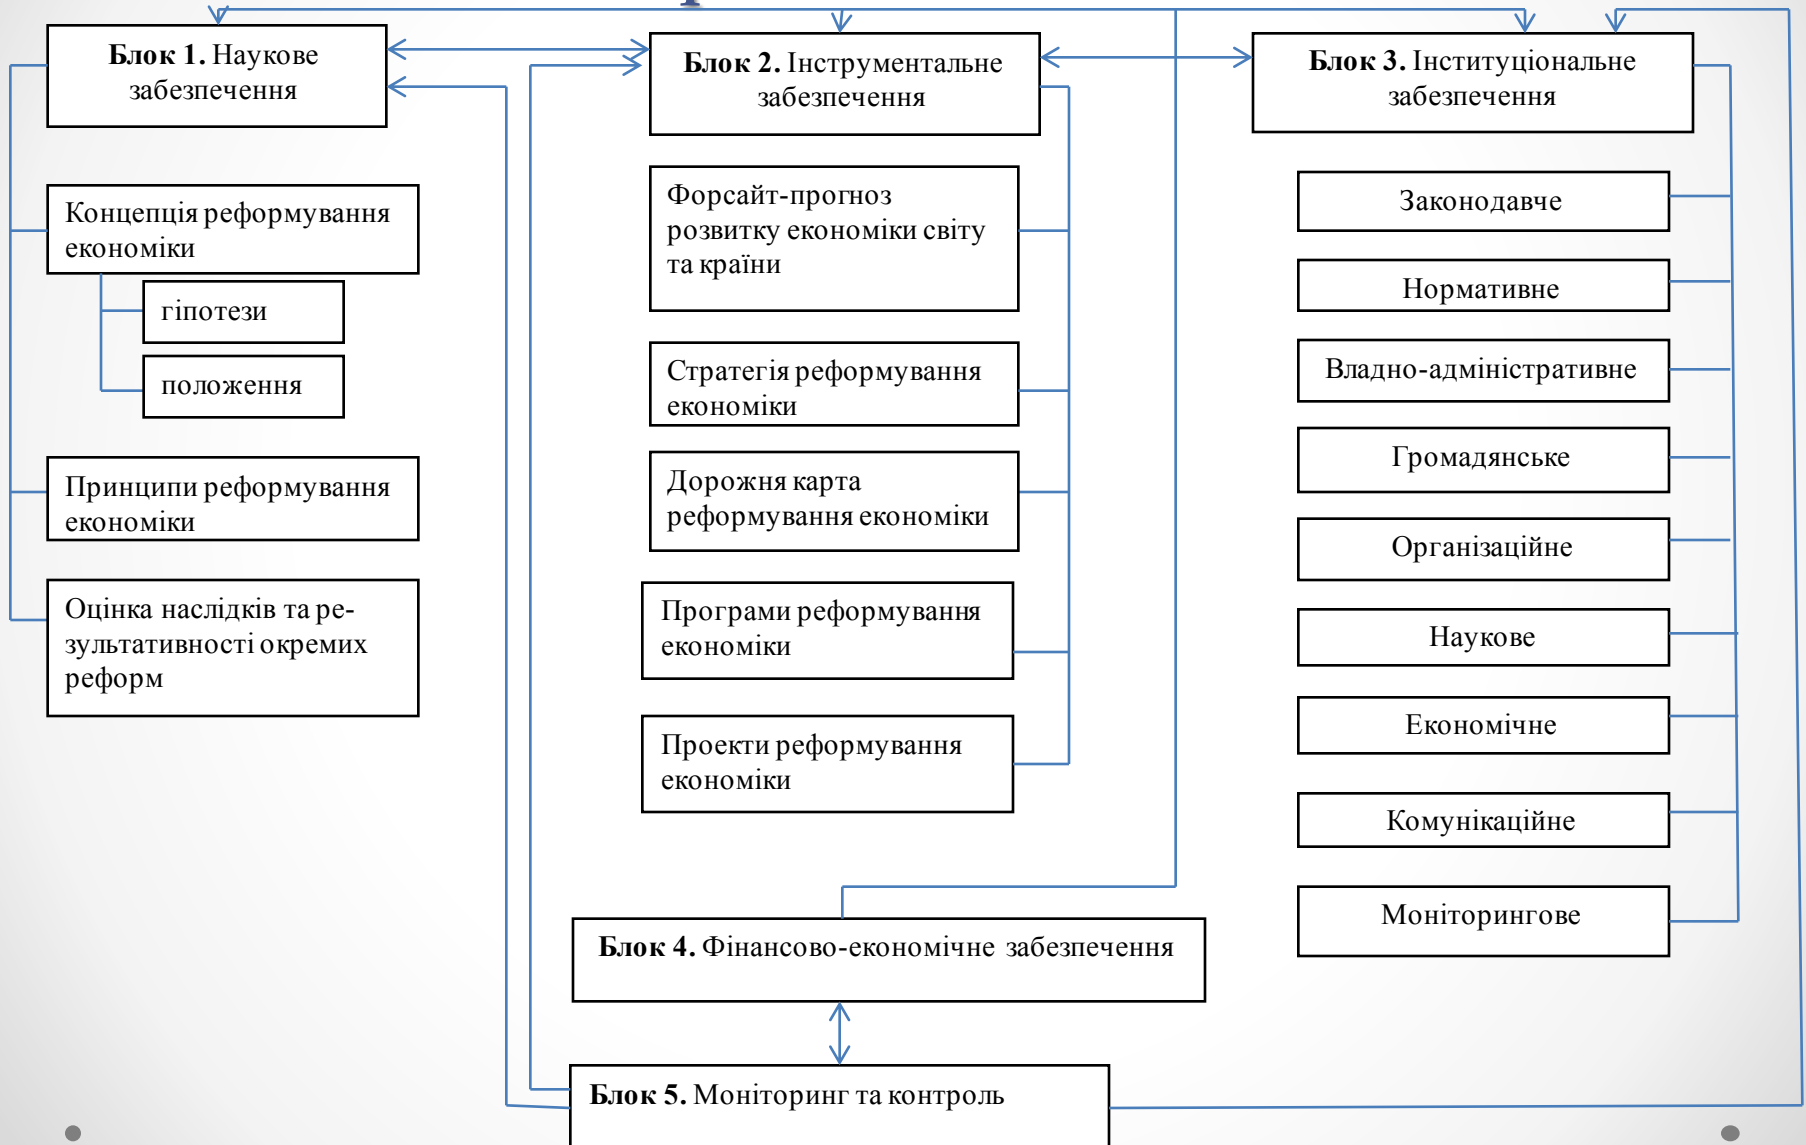 Блок 1. Наукове
забезпечення
Концепція реформування
економіки
гіпотези
положення
Принципи реформування
економіки
Оцінка наслідків та ре-
зультативності окремих
реформ
Блок 2. Інструментальне
забезпечення
Форсайт-прогноз
розвитку економіки світу
та країни
Стратегія реформування
економіки
Дорожня карта
реформування економіки
Програми реформування
економіки
Проекти реформування
економіки
Блок 3. Інституціональне
забезпечення
Законодавче
Нормативне
Владно-адміністративне
Громадянське
Організаційне
Наукове
Економічне
Комунікаційне
Моніторингове
Блок 4. Фінансово-економічне забезпечення
Блок 5. Моніторинг та контроль